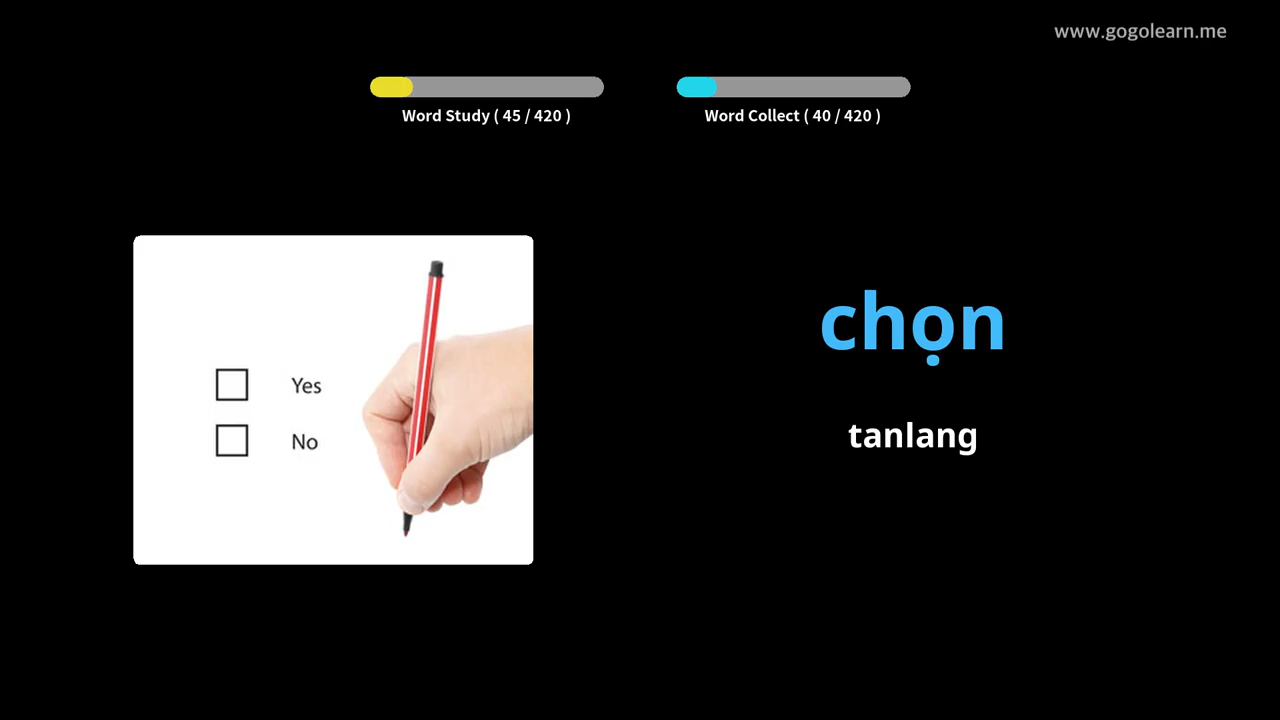 www.gogolearn.me
Word Study ( 45 / 420 )
Word Collect ( 40 / 420 )
Yes
No
chọn
tanlang